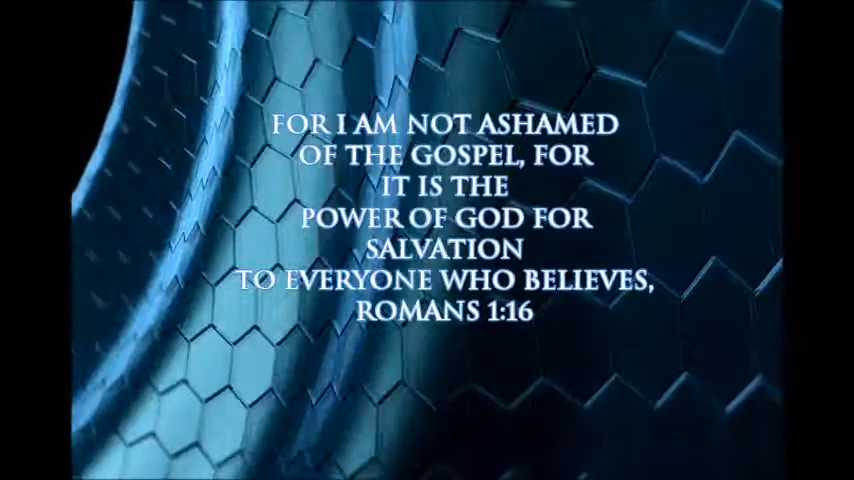 FOR I AM NOT ASHAMED
OF THE GOSPEL, FOR
IT IS THE
POWER OF GOD FOR
SALVATION
TO EVERYONE WHO BELIEVES,
ROMANS 1:16